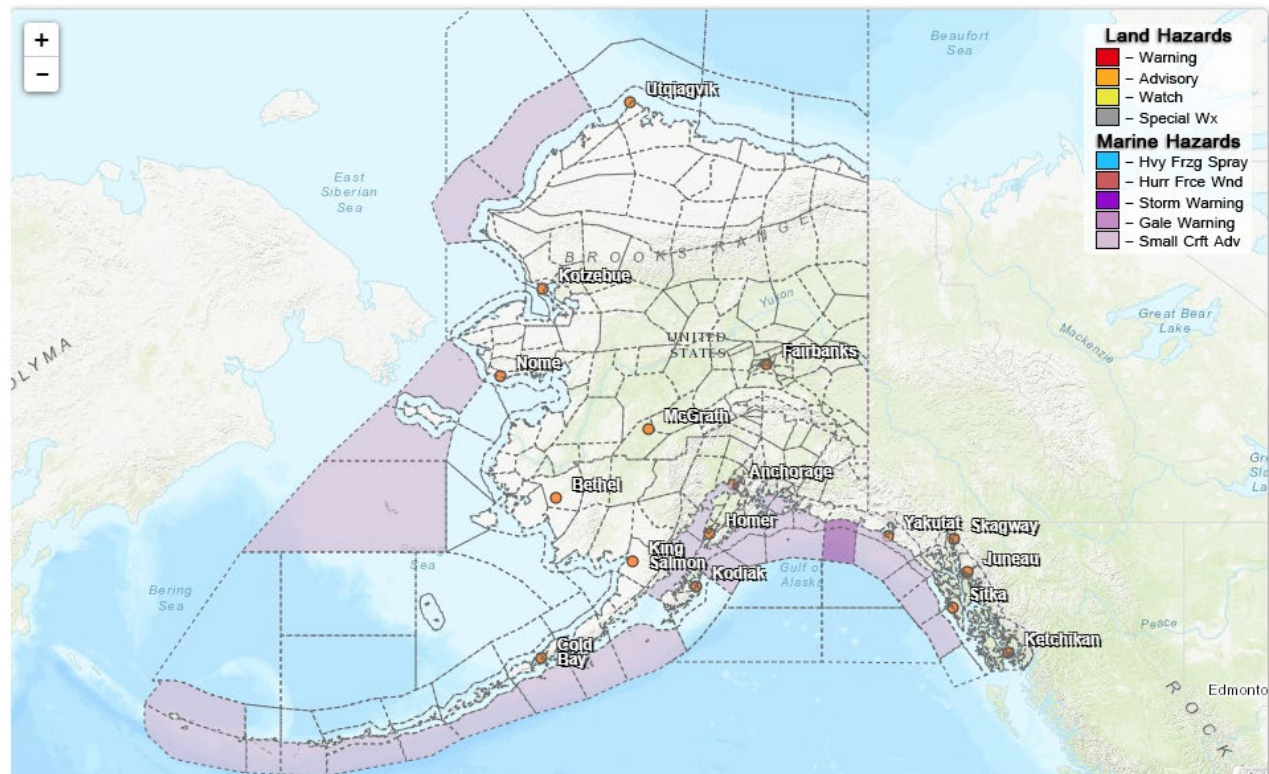 +
−
Beaufort
Sea
Land Hazards
– Warning
– Advisory
– Watch
– Special Wx
Marine Hazards
– Hvy Frzg Spray
– Hurr Frce Wnd
– Storm Warning
– Gale Warning
– Small Crft Adv
Utqiagvik
East
Siberian
Sea
BROOKS RANGE
Kotzebue
Yukon
Great Bear
Lake
Mackenzie
UNITED
STATES
Fairbanks
OLYMA
Nome
McGrath
Anchorage
Bethel
Homer
Yakutat
Skagway
King
Salmon
Kodiak
Gulf of
Alaska
Juneau
Sitka
Bering
Sea
Sea
Peace
Ketchikan
Cold
Bay
Edmonto
ROCK